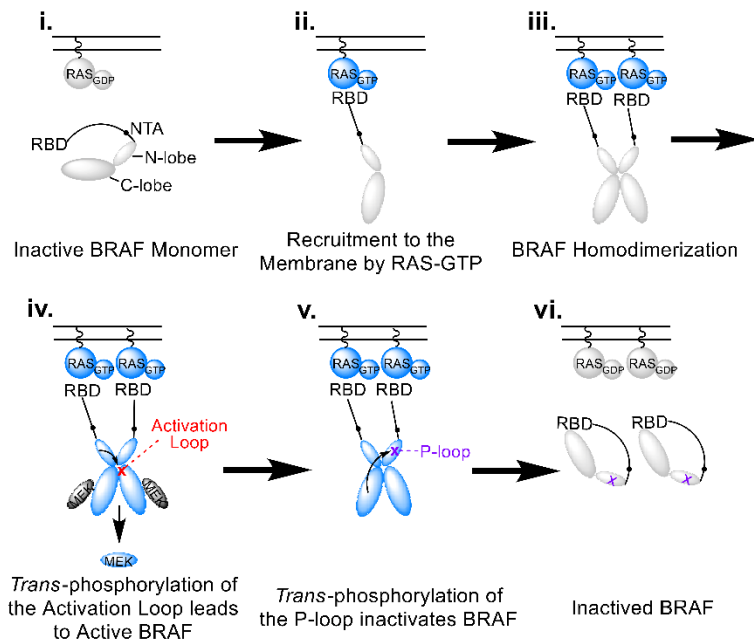 i.
RAS
GDP
NTA
RBD
N-lobe
C-lobe
Inactive BRAF Monomer
ii.
RAS
GTP
RBD
Recruitment to the
Membrane by RAS-GTP
iii.
RAS
GTP
RAS
GTP
RBD
RBD
BRAF Homodimerization
iv.
RAS
GTP
RAS
GTP
RBD
RBD
Activation
Loop
x
MEK
MEK
MEK
Trans-phosphorylation of
the Activation Loop leads
to Active BRAF
v.
RAS
GTP
RAS
GTP
RBD
RBD
x
P-loop
Trans-phosphorylation of
the P-loop inactivates BRAF
vi.
RAS
GDP
RAS
GDP
RBD
RBD
x
x
Inactived BRAF